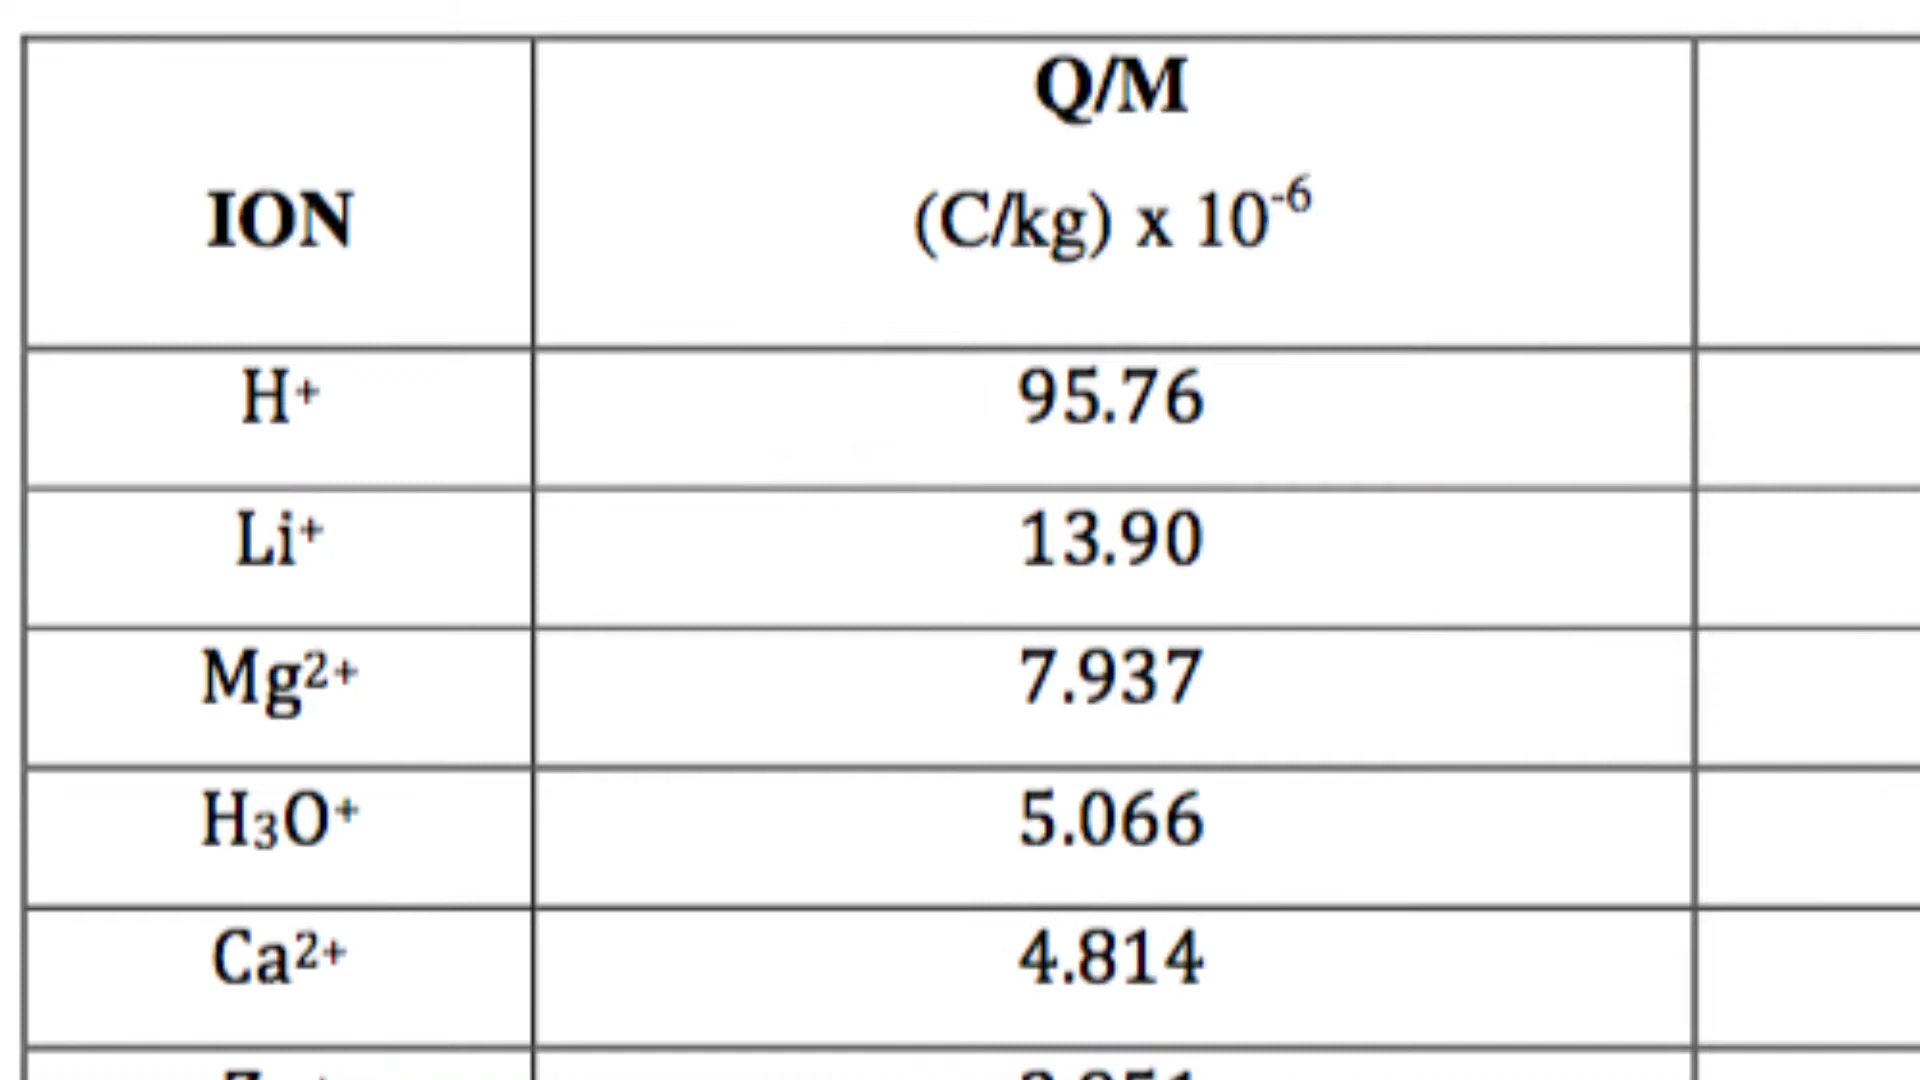 Q/M
ION
(C/kg) x 10⁻⁶
H⁺
95.76
Li⁺
13.90
Mg²⁺
7.937
H₃O⁺
5.066
Ca²⁺
4.814